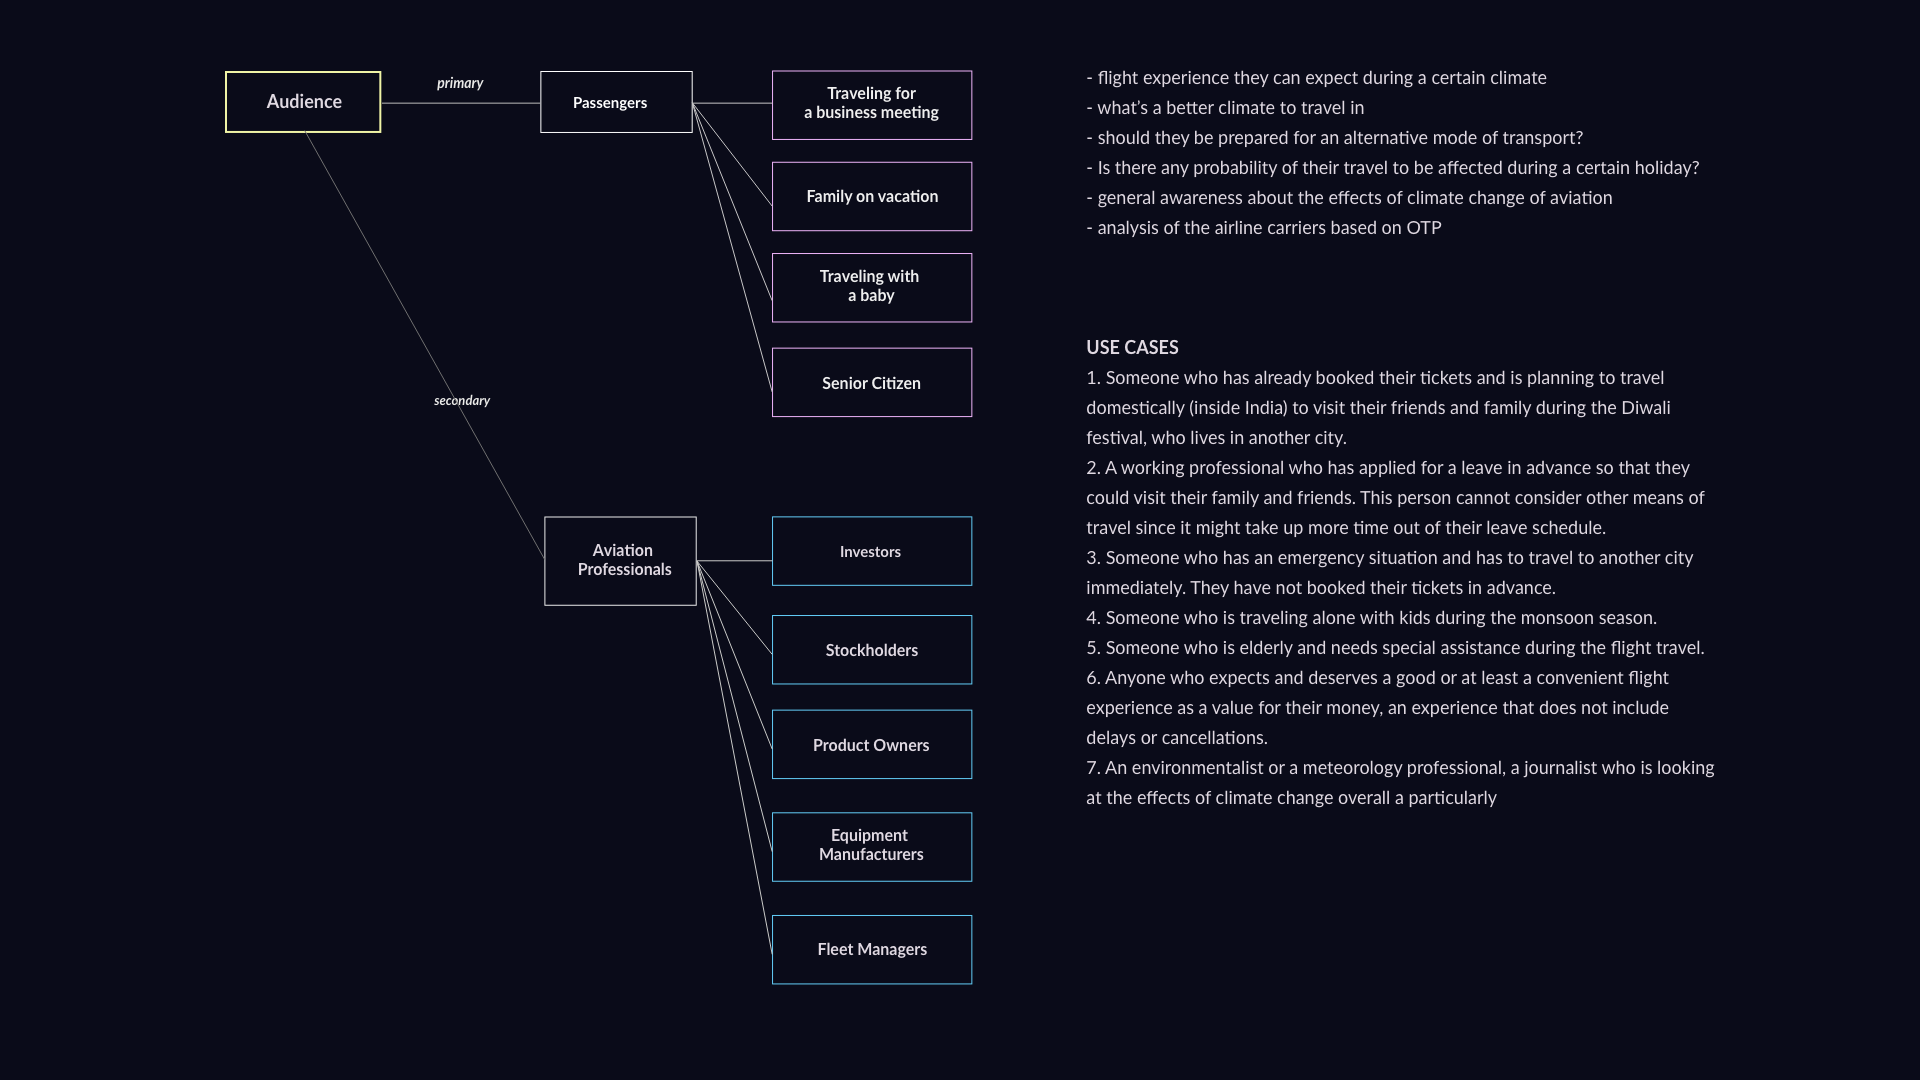 Audience
primary
Passengers
Traveling for
a business meeting
Family on vacation
Traveling with
a baby
Senior Citizen
secondary
Aviation
Professionals
Investors
Stockholders
Product Owners
Equipment
Manufacturers
Fleet Managers
- flight experience they can expect during a certain climate
- what's a better climate to travel in
- should they be prepared for an alternative mode of transport?
- Is there any probability of their travel to be affected during a certain holiday?
- general awareness about the effects of climate change of aviation
- analysis of the airline carriers based on OTP
USE CASES
1. Someone who has already booked their tickets and is planning to travel
domestically (inside India) to visit their friends and family during the Diwali
festival, who lives in another city.
2. A working professional who has applied for a leave in advance so that they
could visit their family and friends. This person cannot consider other means of
travel since it might take up more time out of their leave schedule.
3. Someone who has an emergency situation and has to travel to another city
immediately. They have not booked their tickets in advance.
4. Someone who is traveling alone with kids during the monsoon season.
5. Someone who is elderly and needs special assistance during the flight travel.
6. Anyone who expects and deserves a good or at least a convenient flight
experience as a value for their money, an experience that does not include
delays or cancellations.
7. An environmentalist or a meteorology professional, a journalist who is looking
at the effects of climate change overall a particularly